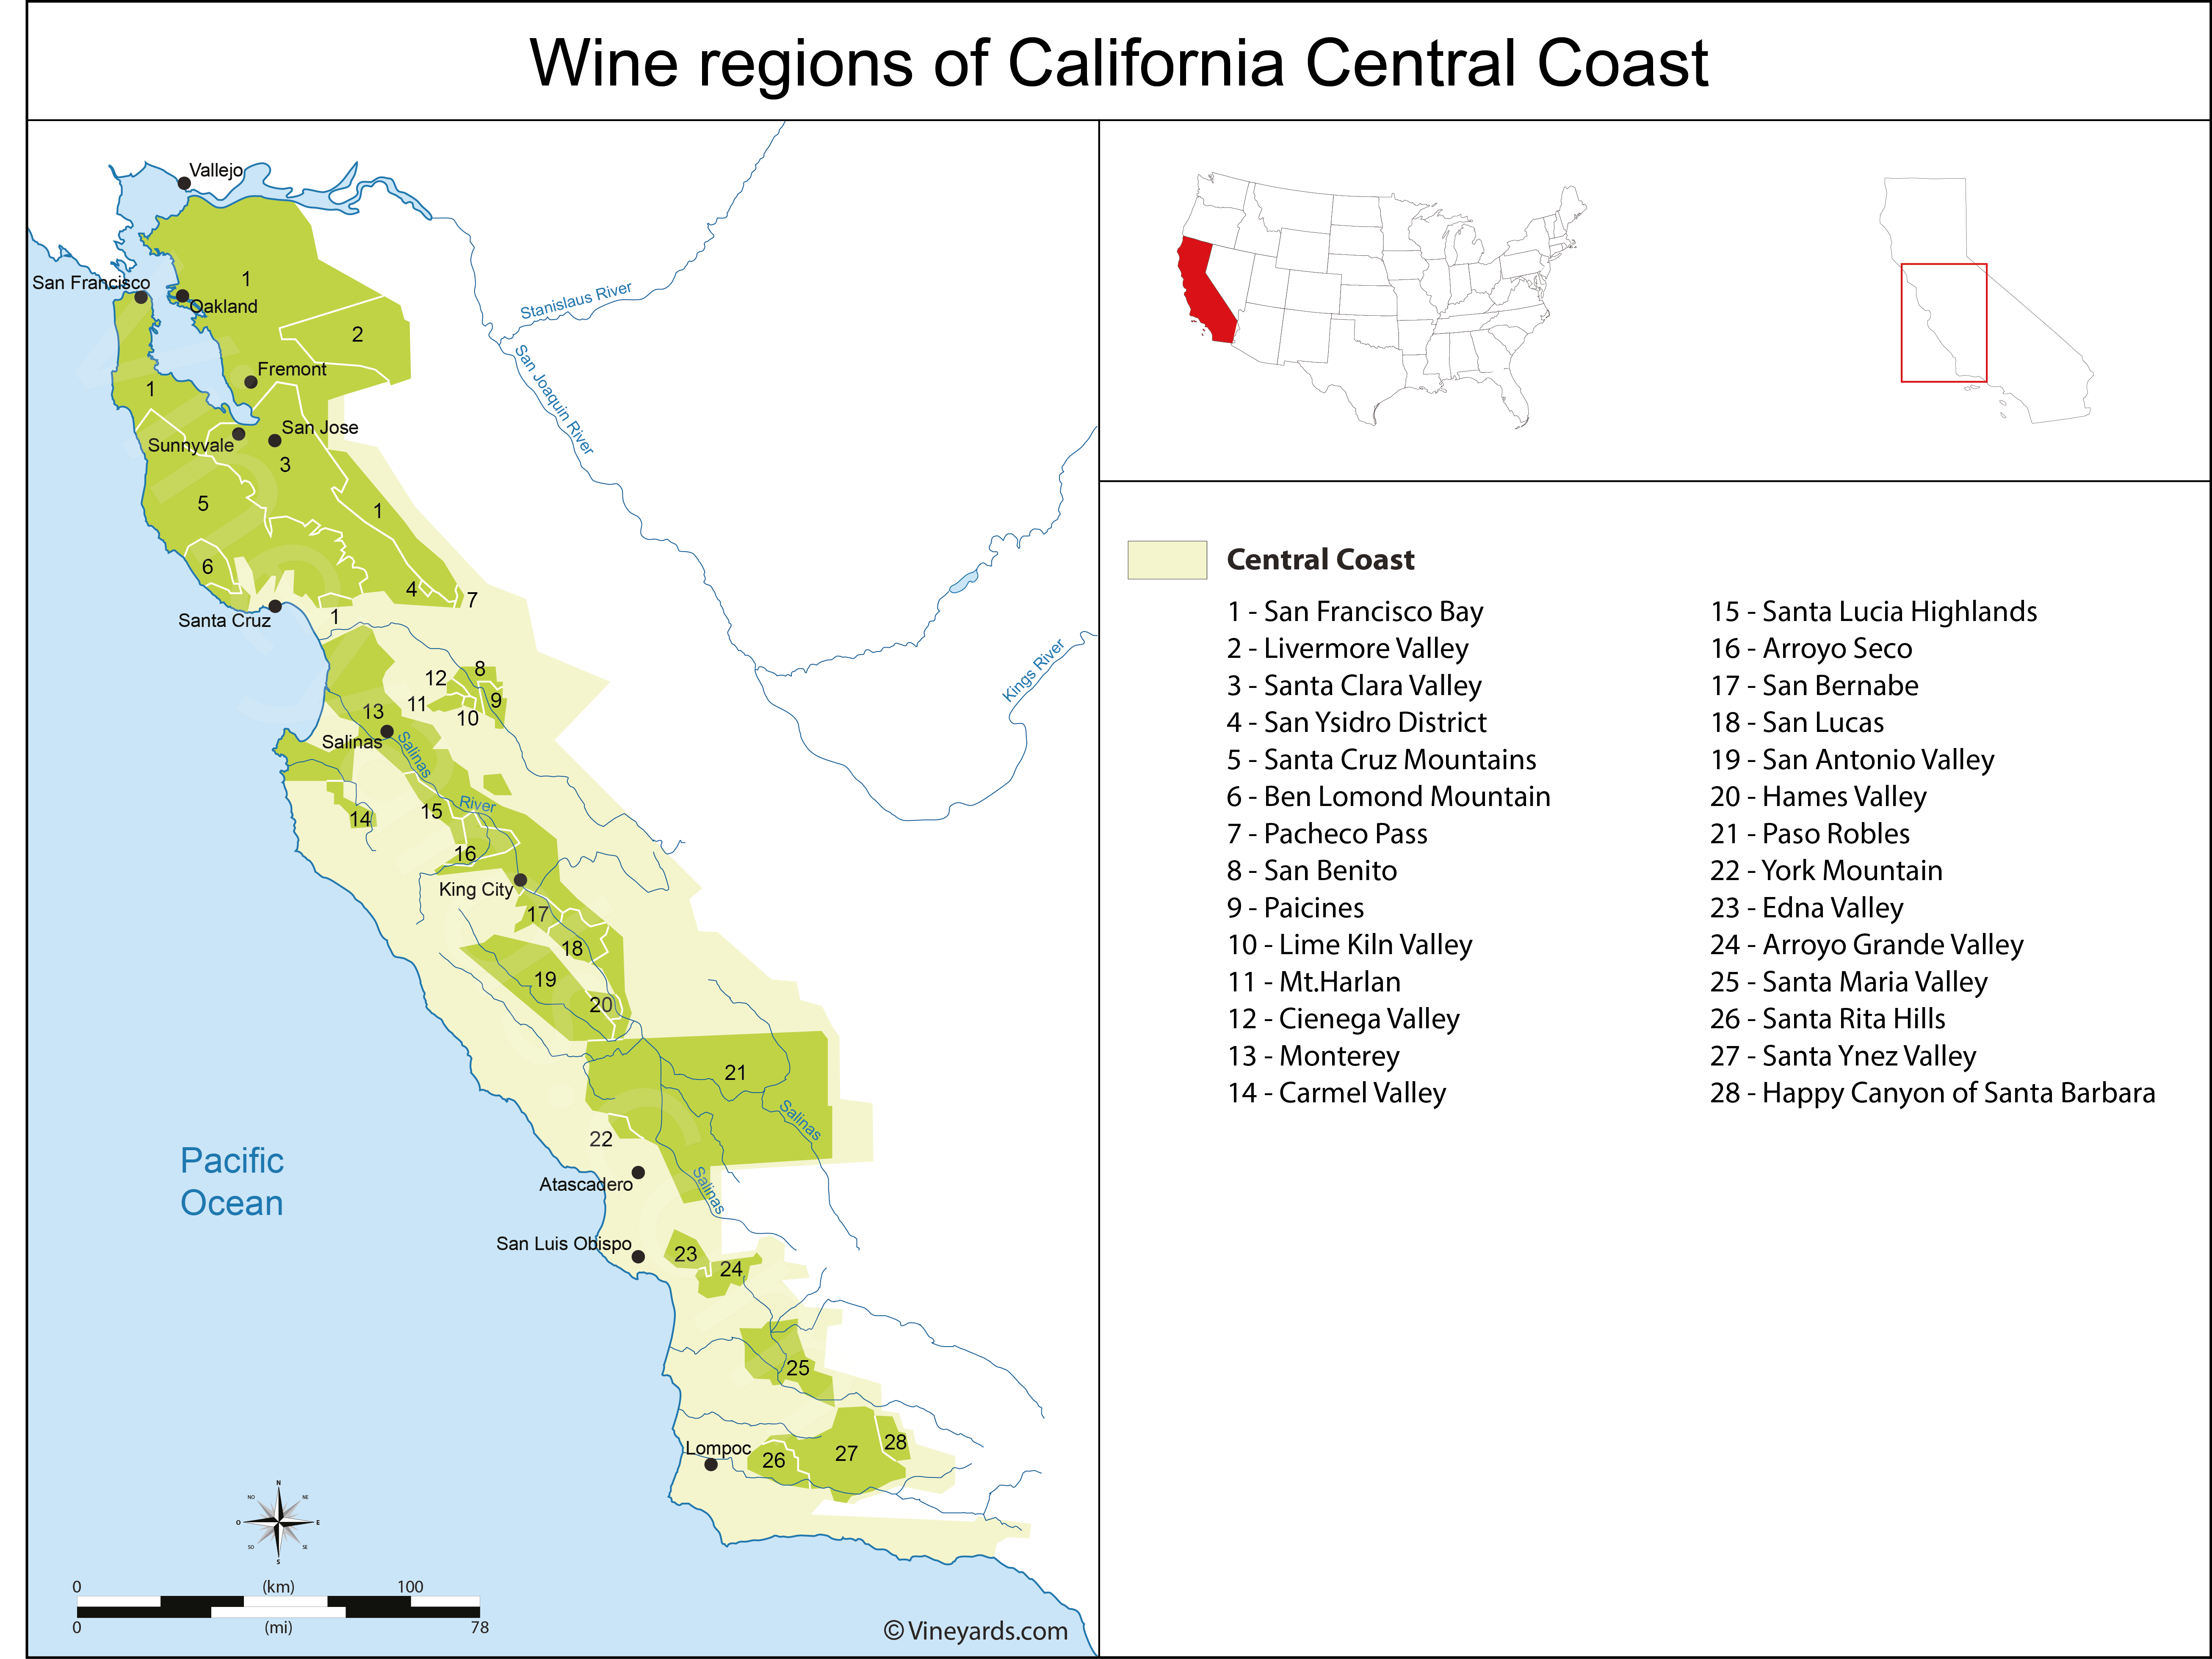 Wine regions of California Central Coast
Vallejo
San Francisco
1
Oakland
Stanislaus River
2
San Joaquin River
Fremont
1
San Jose
Sunnyvale
3
5
1
6
4
7
Santa Cruz
1
Kings River
8
12
9
11
10
13
Salinas
Salinas
River
15
14
16
King City
17
18
19
20
21
Salinas
22
Atascadero
Salinas
San Luis Obispo
23
24
25
Lompoc
26
27
28
Pacific
Ocean
N
NO
NE
O
E
SO
SE
S
0 (km) 100
0 (mi) 78
© Vineyards.com
Central Coast
1 - San Francisco Bay
2 - Livermore Valley
3 - Santa Clara Valley
4 - San Ysidro District
5 - Santa Cruz Mountains
6 - Ben Lomond Mountain
7 - Pacheco Pass
8 - San Benito
9 - Paicines
10 - Lime Kiln Valley
11 - Mt.Harlan
12 - Cienega Valley
13 - Monterey
14 - Carmel Valley
15 - Santa Lucia Highlands
16 - Arroyo Seco
17 - San Bernabe
18 - San Lucas
19 - San Antonio Valley
20 - Hames Valley
21 - Paso Robles
22 - York Mountain
23 - Edna Valley
24 - Arroyo Grande Valley
25 - Santa Maria Valley
26 - Santa Rita Hills
27 - Santa Ynez Valley
28 - Happy Canyon of Santa Barbara